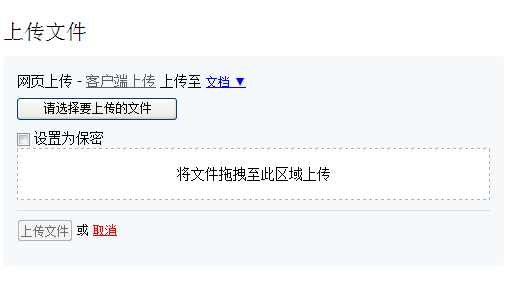 上传文件
网页上传 - 客户端上传 上传至 文档 ▼
请选择要上传的文件
设置为保密
将文件拖拽至此区域上传
上传文件 或 取消